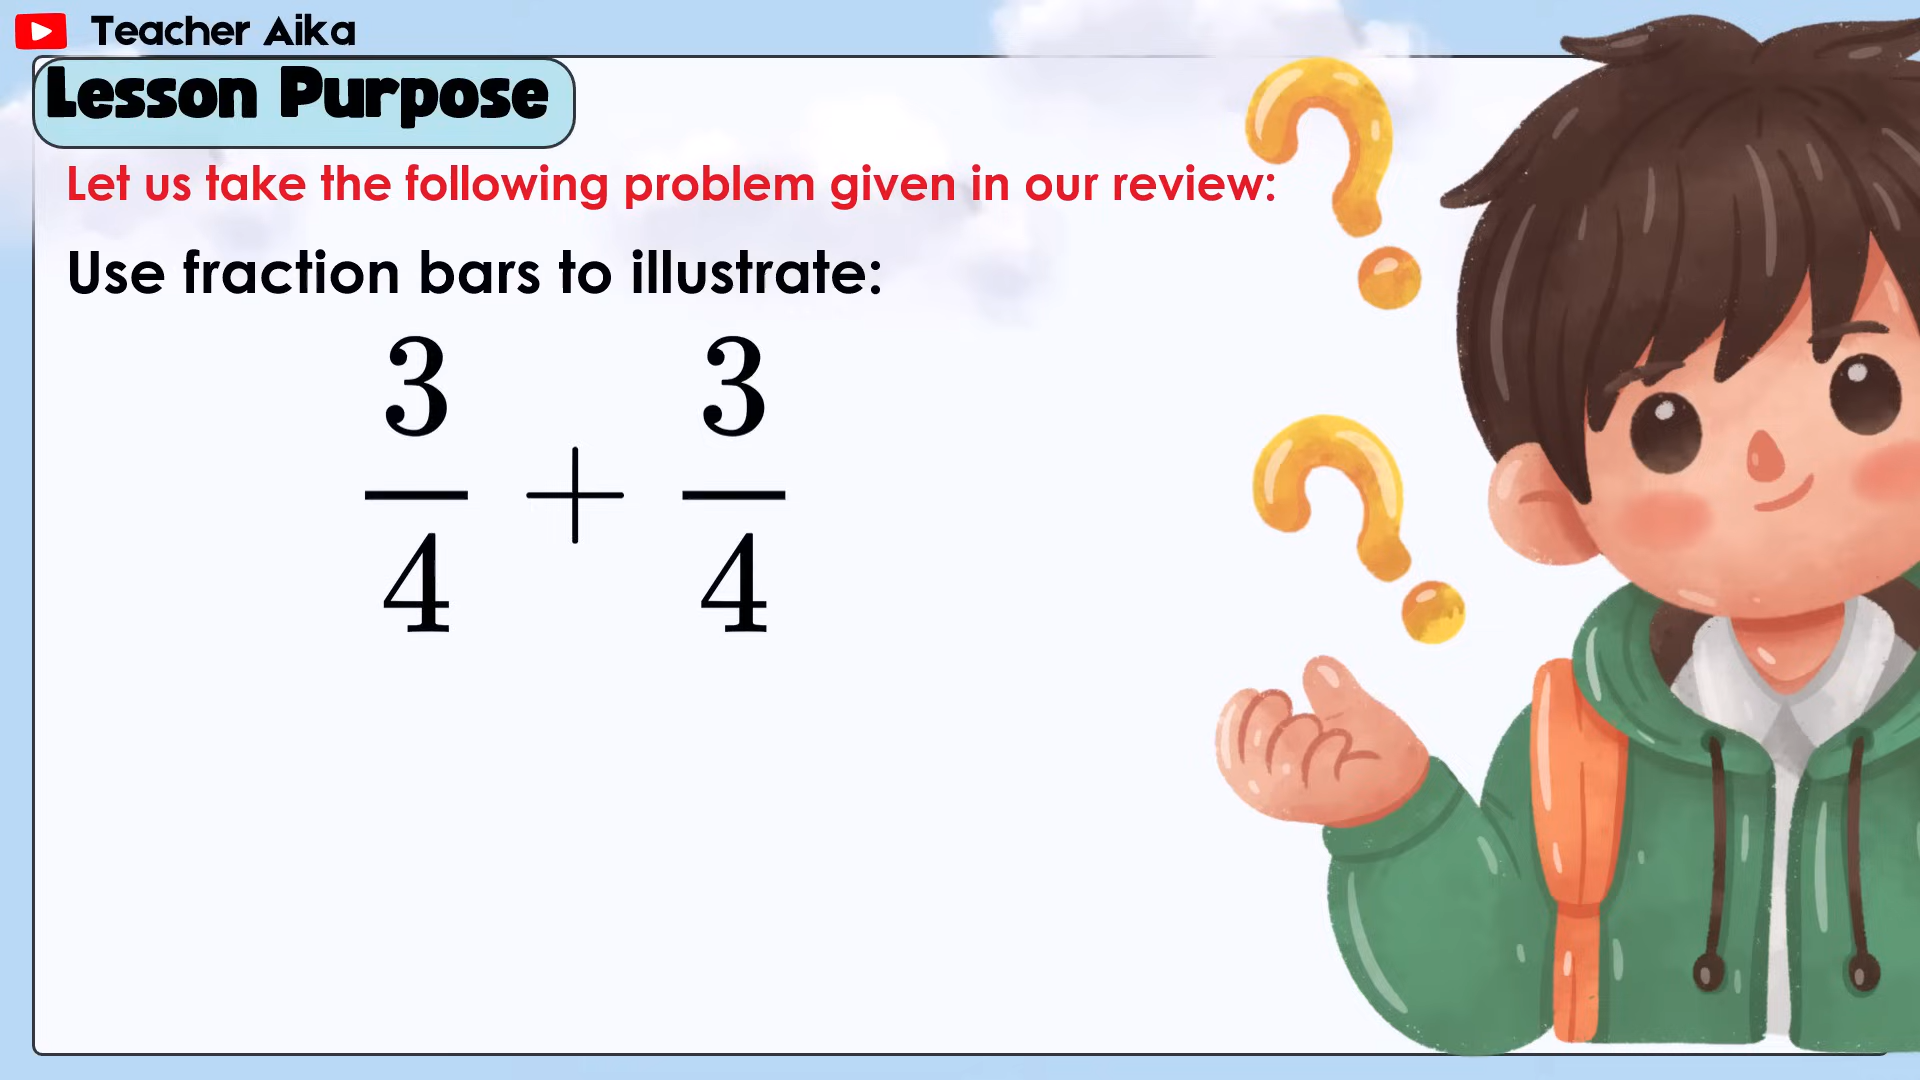 Teacher Aika
Lesson Purpose
Let us take the following problem given in our review:
Use fraction bars to illustrate:
3/4 + 3/4